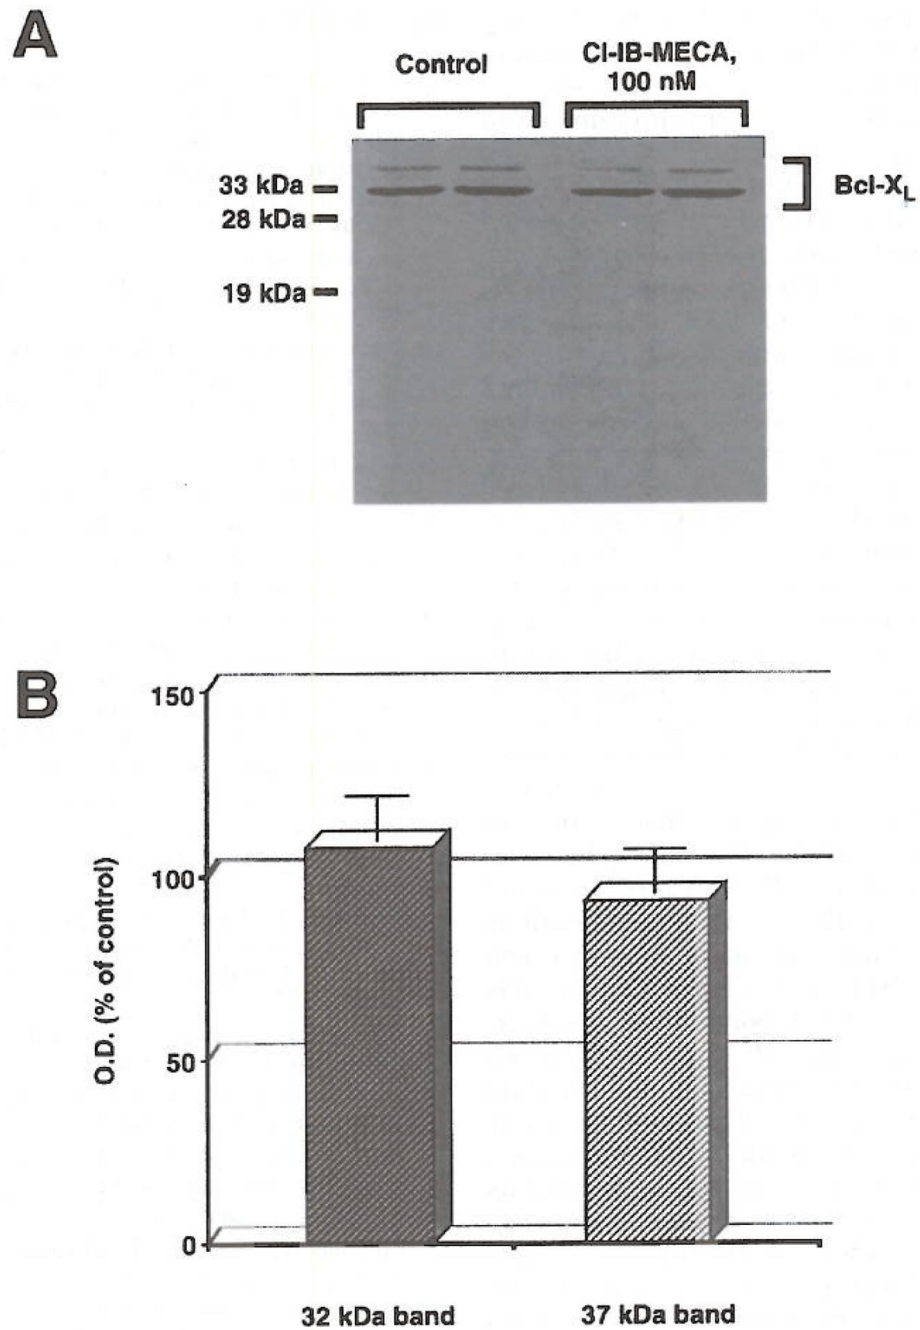 A
Control
Cl-IB-MECA,
100 nM
33 kDa
28 kDa
19 kDa
Bcl-XL
B
O.D. (% of control)
150
100
50
0
32 kDa band
37 kDa band